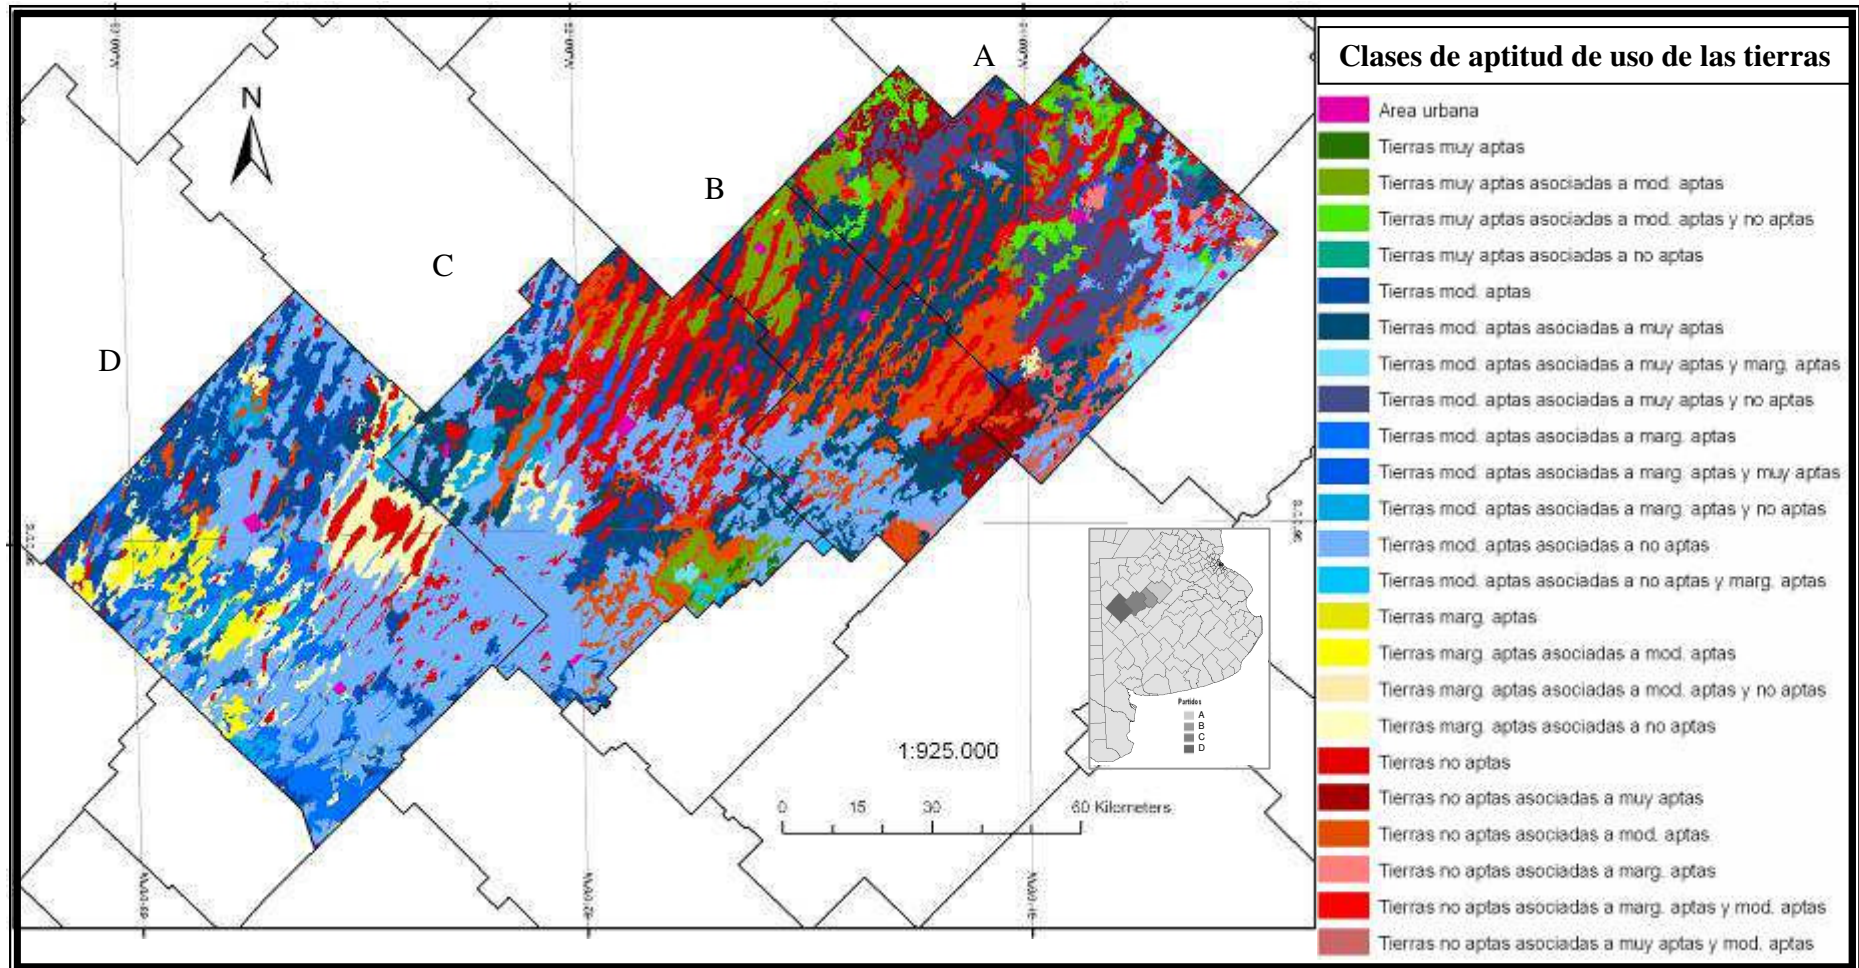 A
N
B
C
D
1:925.000
0 15 30 60 Kilometers
Partidos
A
B
C
D
Clases de aptitud de uso de las tierras
Area urbana
Tierras muy aptas
Tierras muy aptas asociadas a mod. aptas
Tierras muy aptas asociadas a mod. aptas y no aptas
Tierras muy aptas asociadas a no aptas
Tierras mod. aptas
Tierras mod. aptas asociadas a muy aptas
Tierras mod. aptas asociadas a muy aptas y marg. aptas
Tierras mod. aptas asociadas a muy aptas y no aptas
Tierras mod. aptas asociadas a marg. aptas
Tierras mod. aptas asociadas a marg. aptas y muy aptas
Tierras mod. aptas asociadas a marg. aptas y no aptas
Tierras mod. aptas asociadas a no aptas
Tierras mod. aptas asociadas a no aptas y marg. aptas
Tierras marg. aptas
Tierras marg. aptas asociadas a mod. aptas
Tierras marg. aptas asociadas a mod. aptas y no aptas
Tierras marg. aptas asociadas a no aptas
Tierras no aptas
Tierras no aptas asociadas a muy aptas
Tierras no aptas asociadas a mod. aptas
Tierras no aptas asociadas a marg. aptas
Tierras no aptas asociadas a marg. aptas y mod. aptas
Tierras no aptas asociadas a muy aptas y mod. aptas